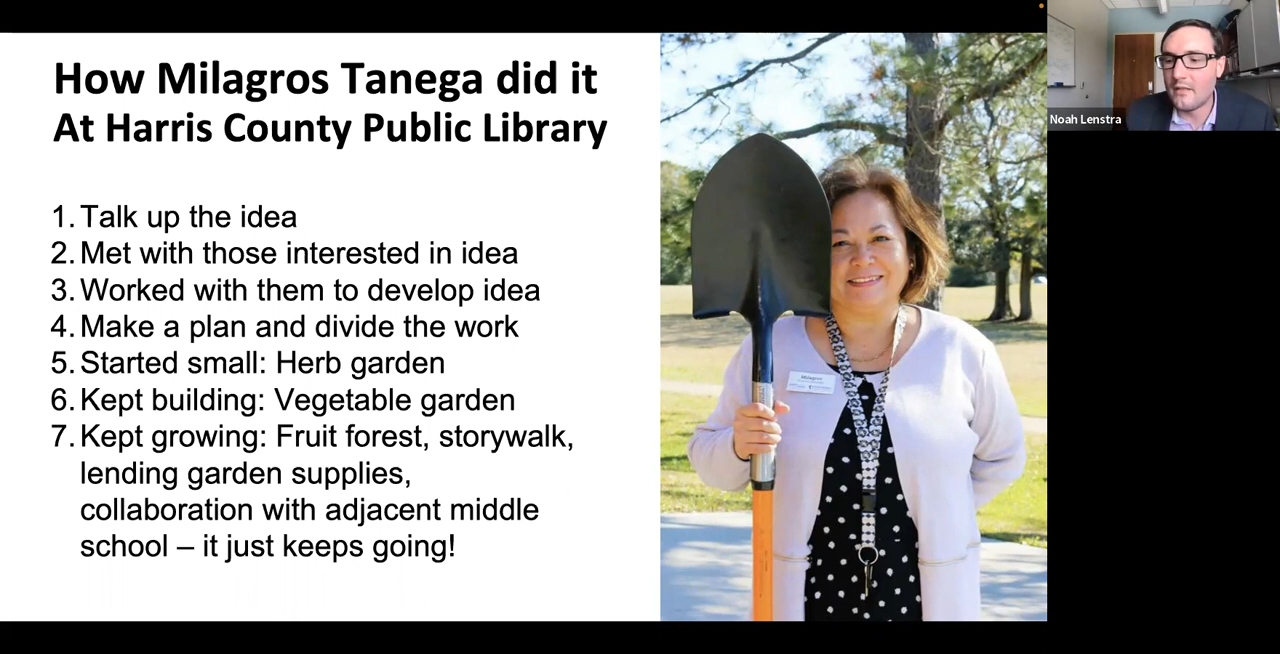 How Milagros Tanega did it
At Harris County Public Library
1. Talk up the idea
2. Met with those interested in idea
3. Worked with them to develop idea
4. Make a plan and divide the work
5. Started small: Herb garden
6. Kept building: Vegetable garden
7. Kept growing: Fruit forest, storywalk,
lending garden supplies,
collaboration with adjacent middle
school – it just keeps going!
Milagros
Noah Lenstra